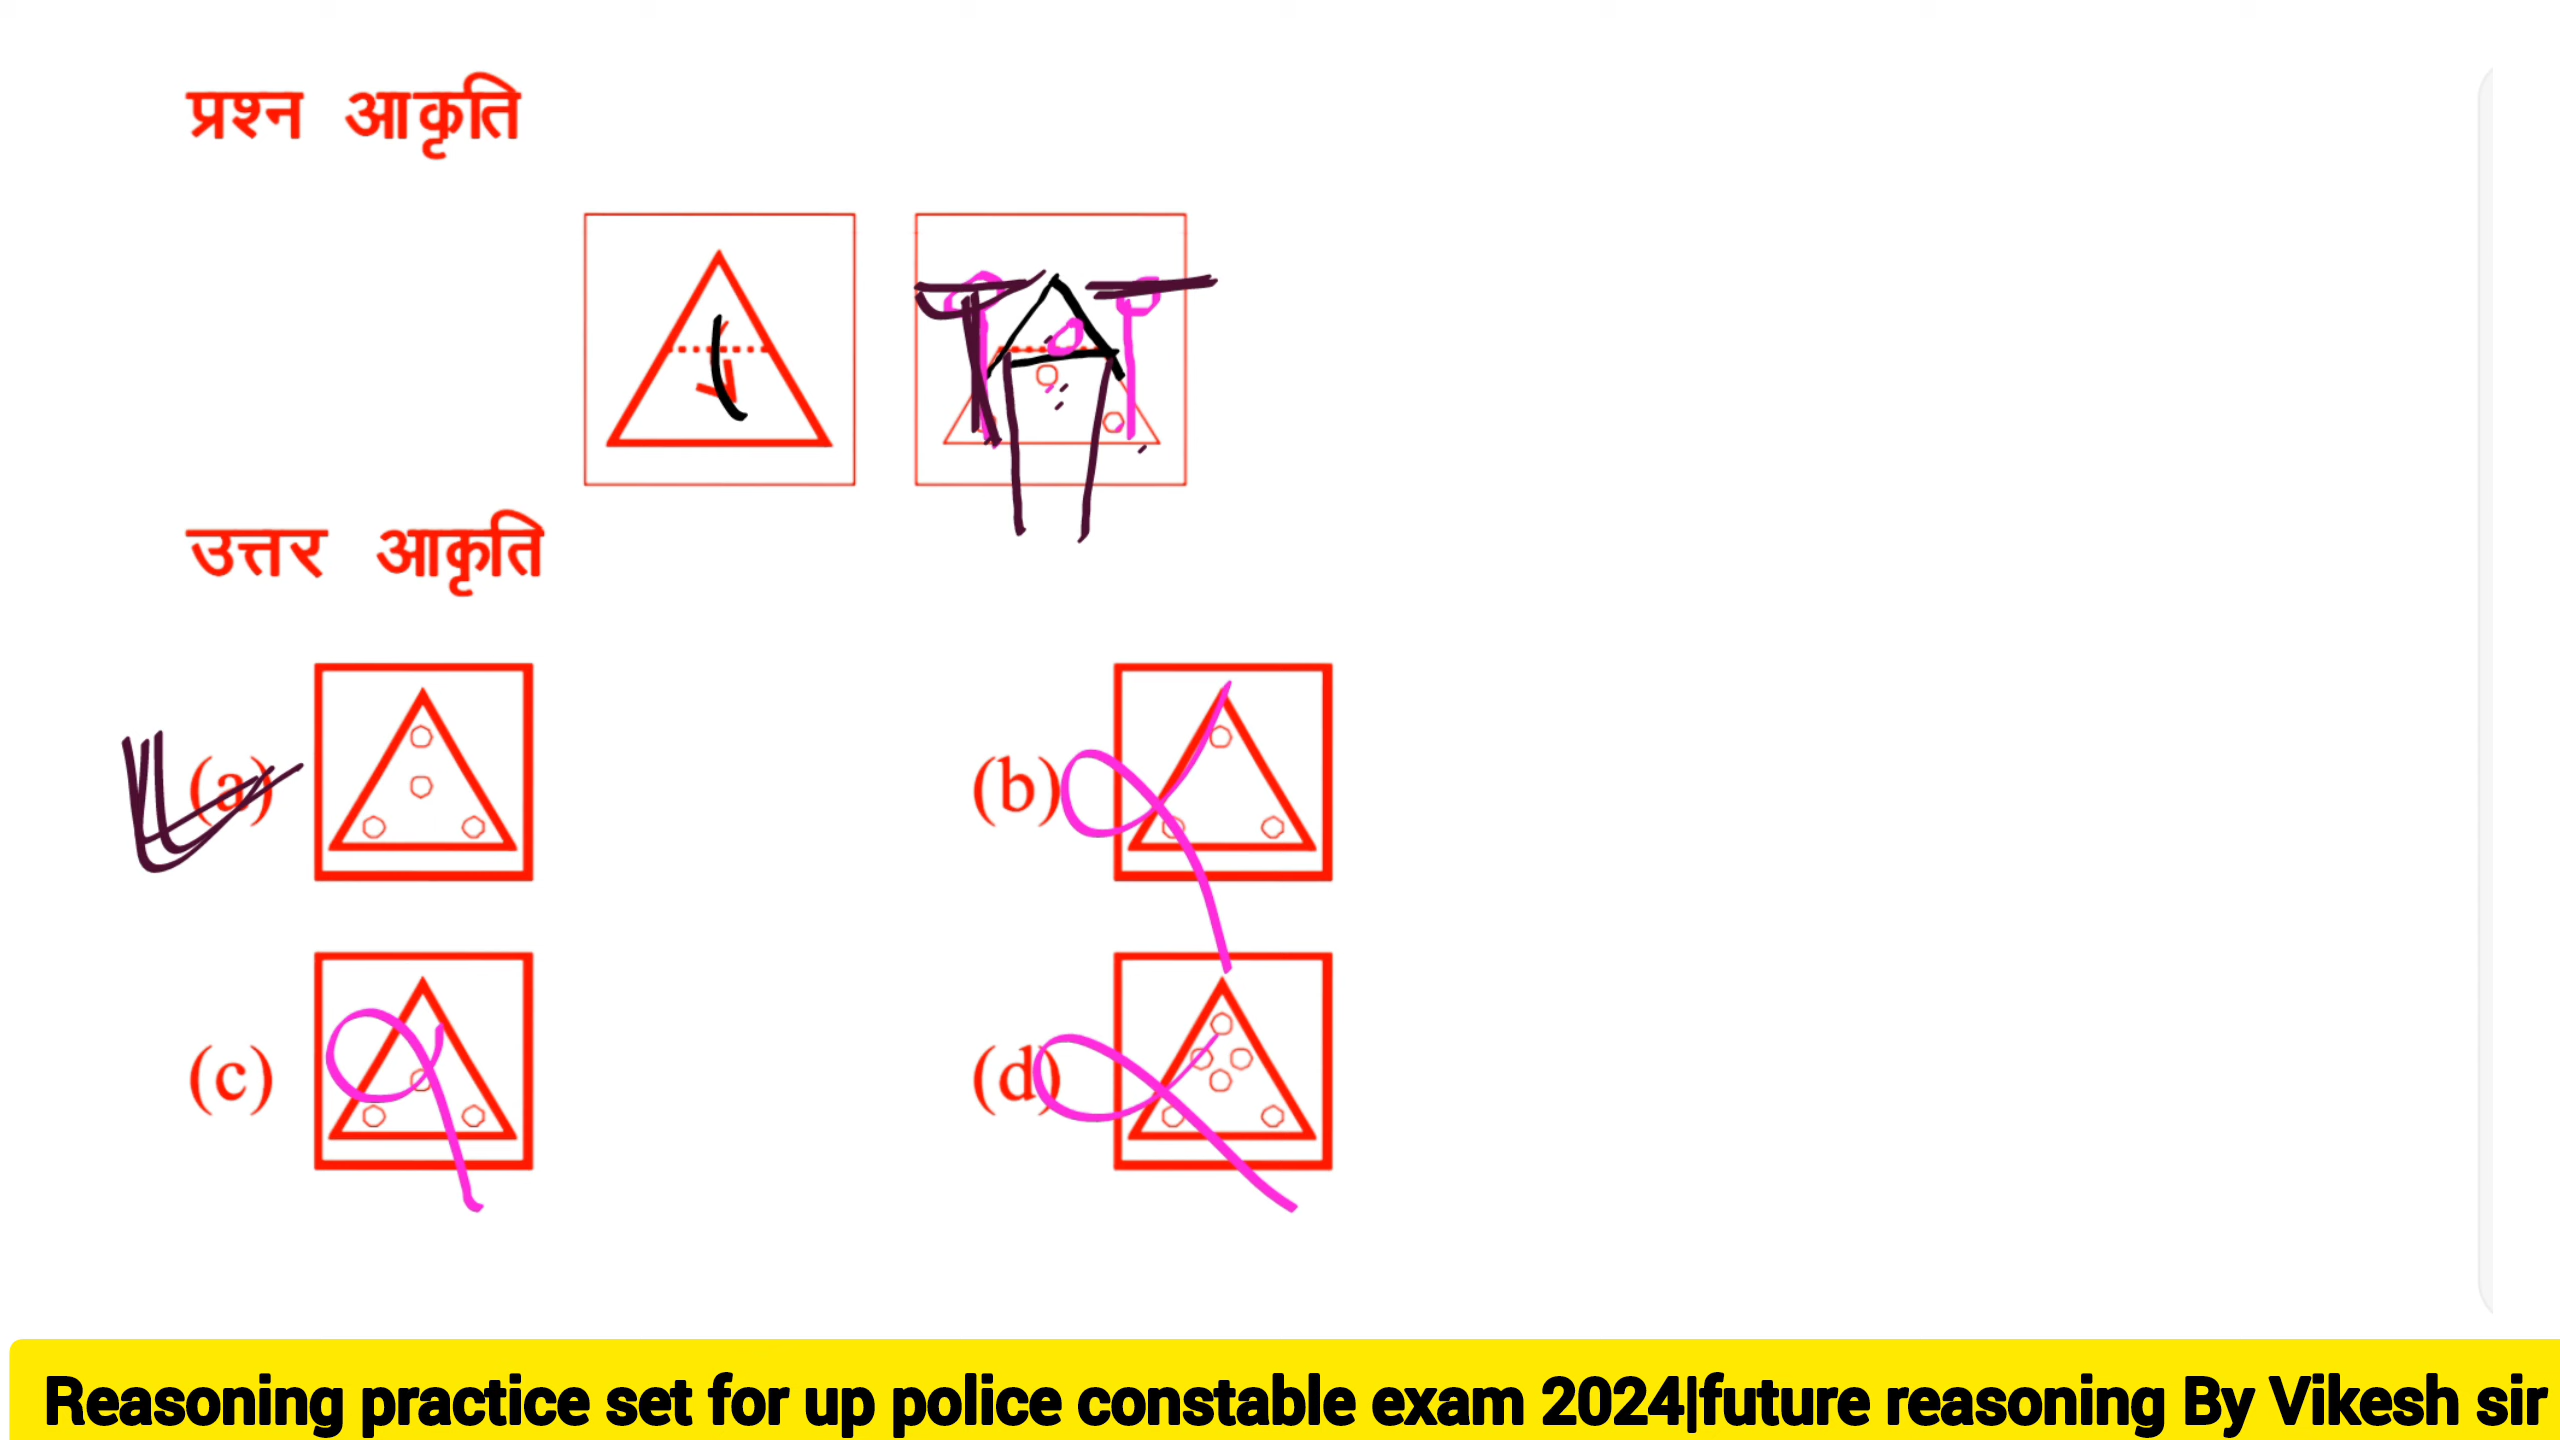 प्रश्न आकृति
उत्तर आकृति
(a)
(b)
(c)
(d)
Reasoning practice set for up police constable exam 2024|future reasoning By Vikesh sir